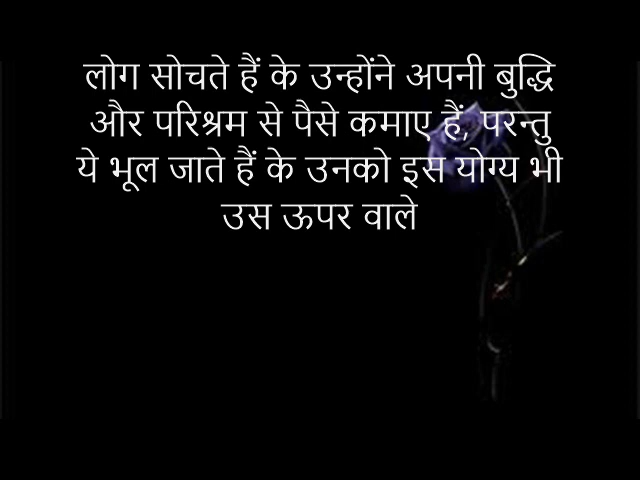 लोग सोचते हैं के उन्होंने अपनी बुद्धि
और परिश्रम से पैसे कमाए हैं, परन्तु
ये भूल जाते हैं के उनको इस योग्य भी
उस ऊपर वाले